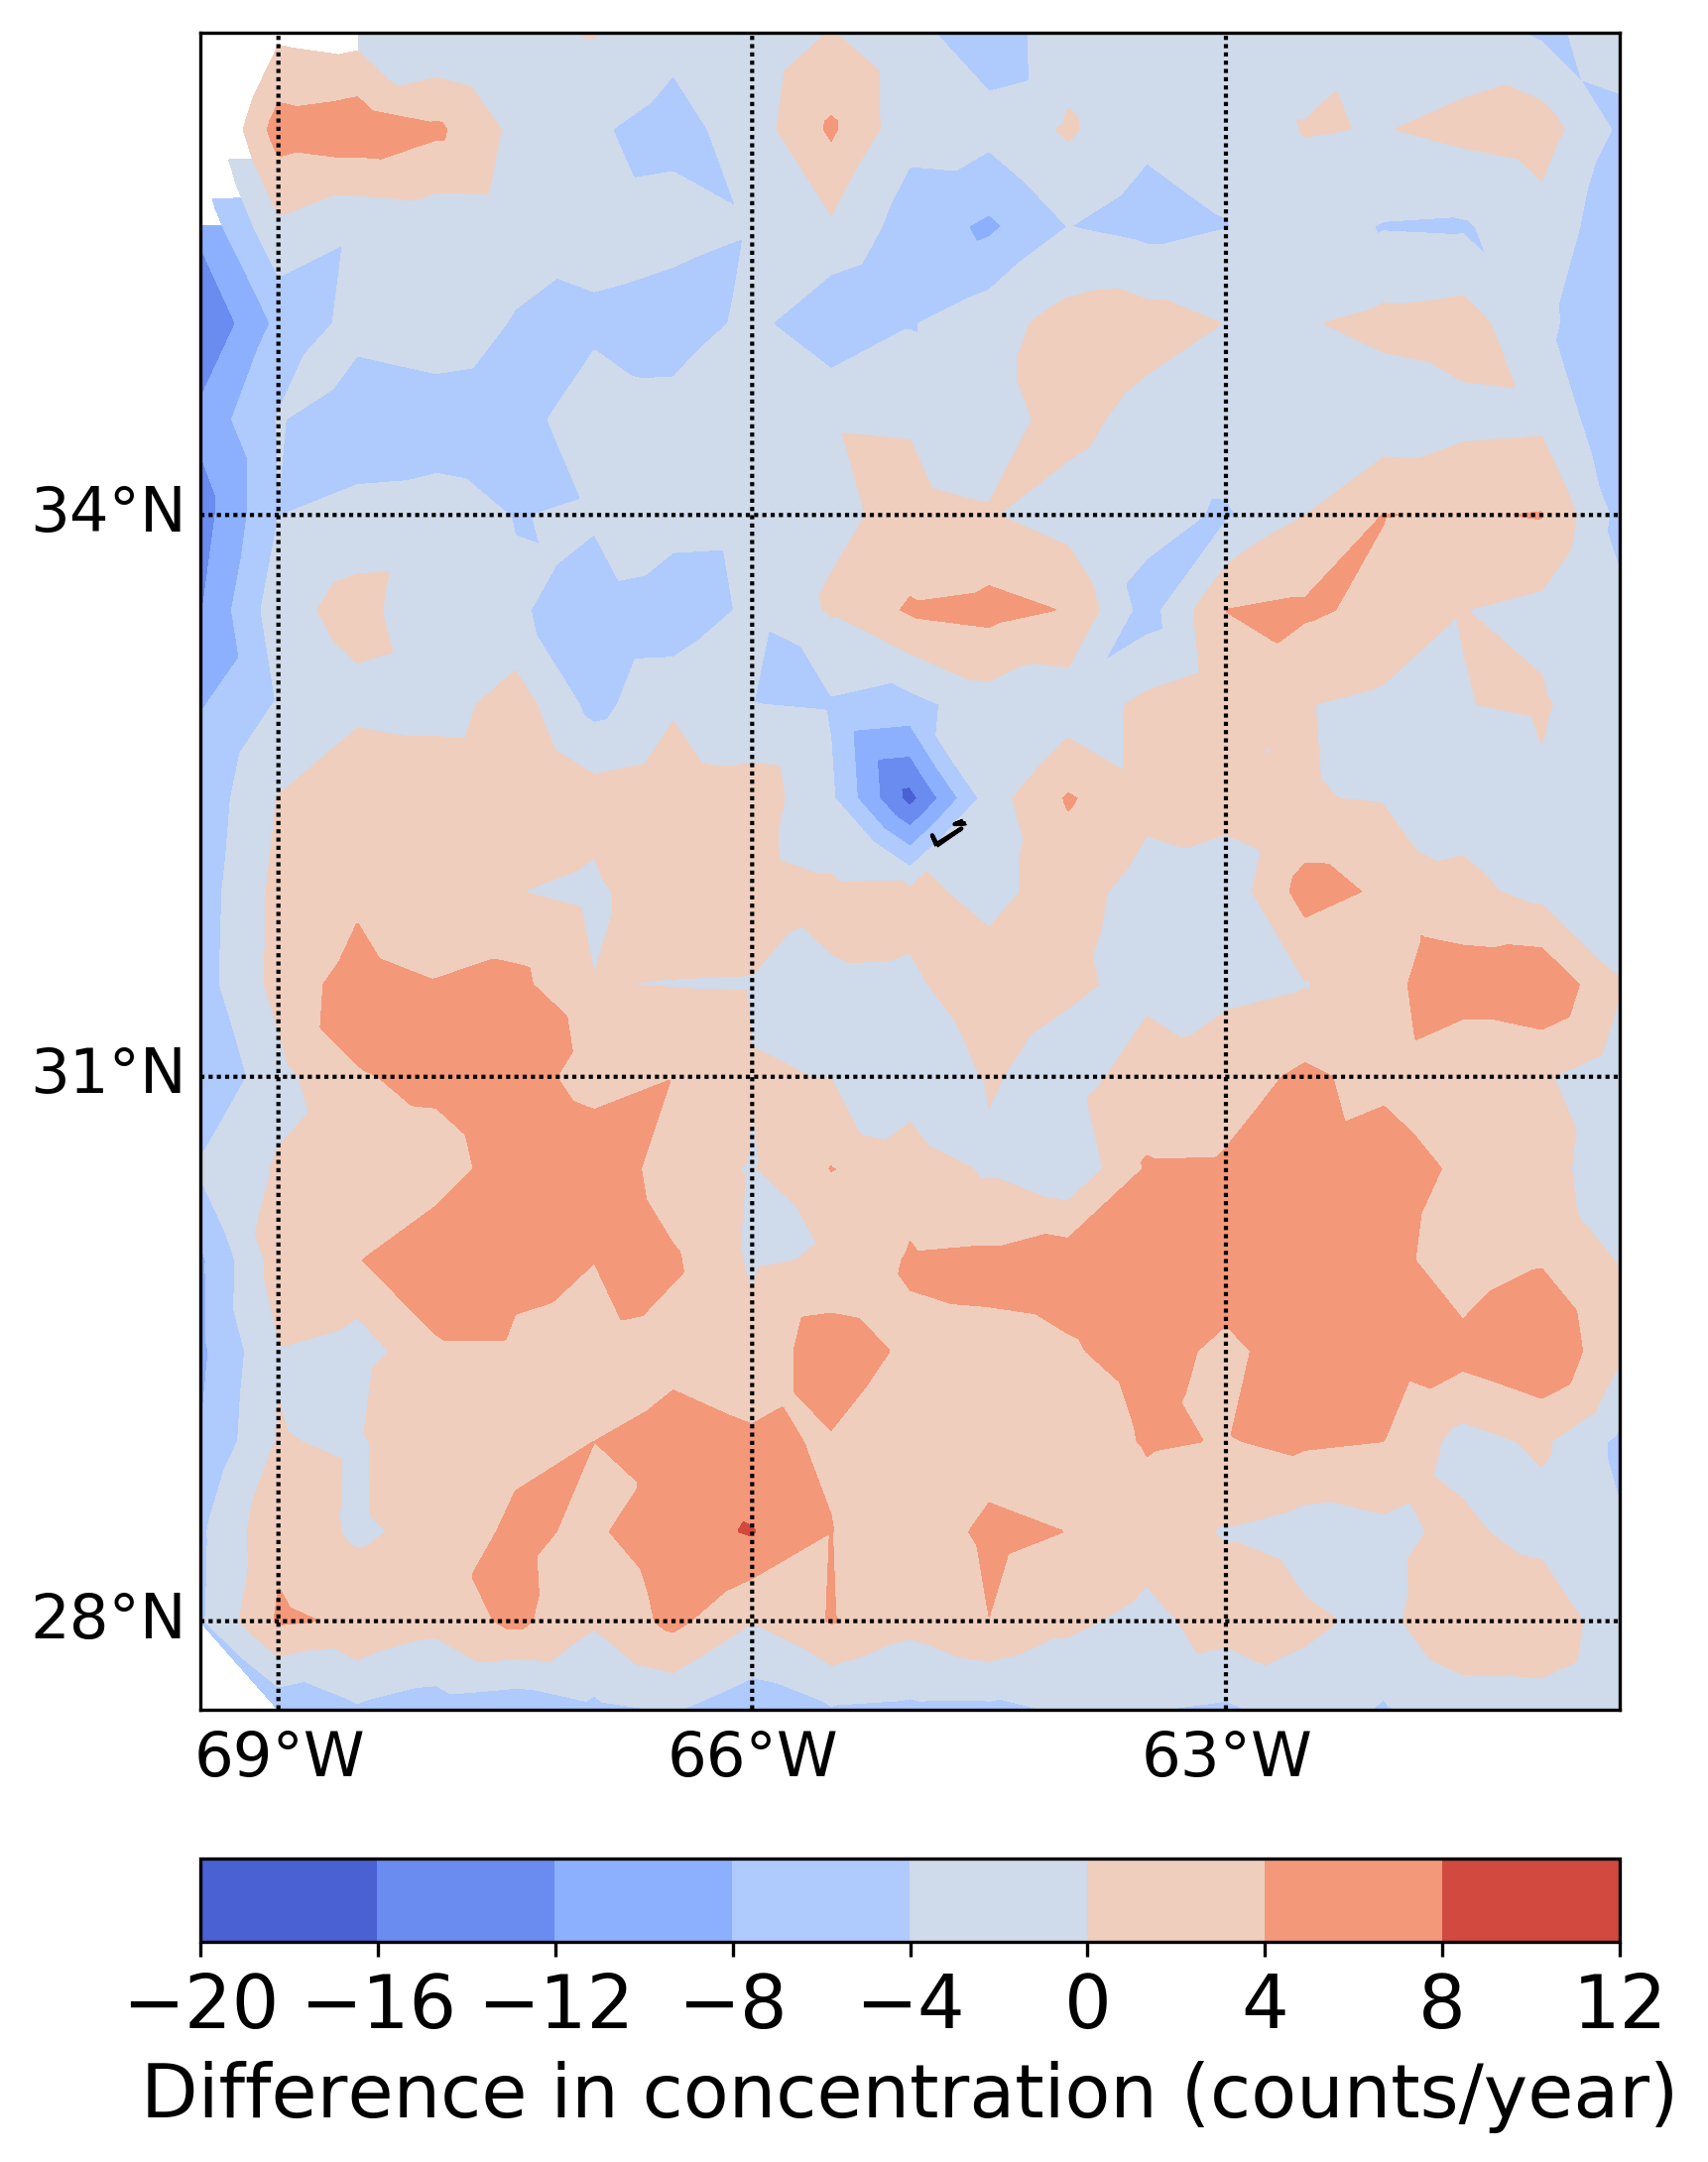 34°N
31°N
28°N
69°W 66°W 63°W
−20 −16 −12 −8 −4 0 4 8 12
Difference in concentration (counts/year)